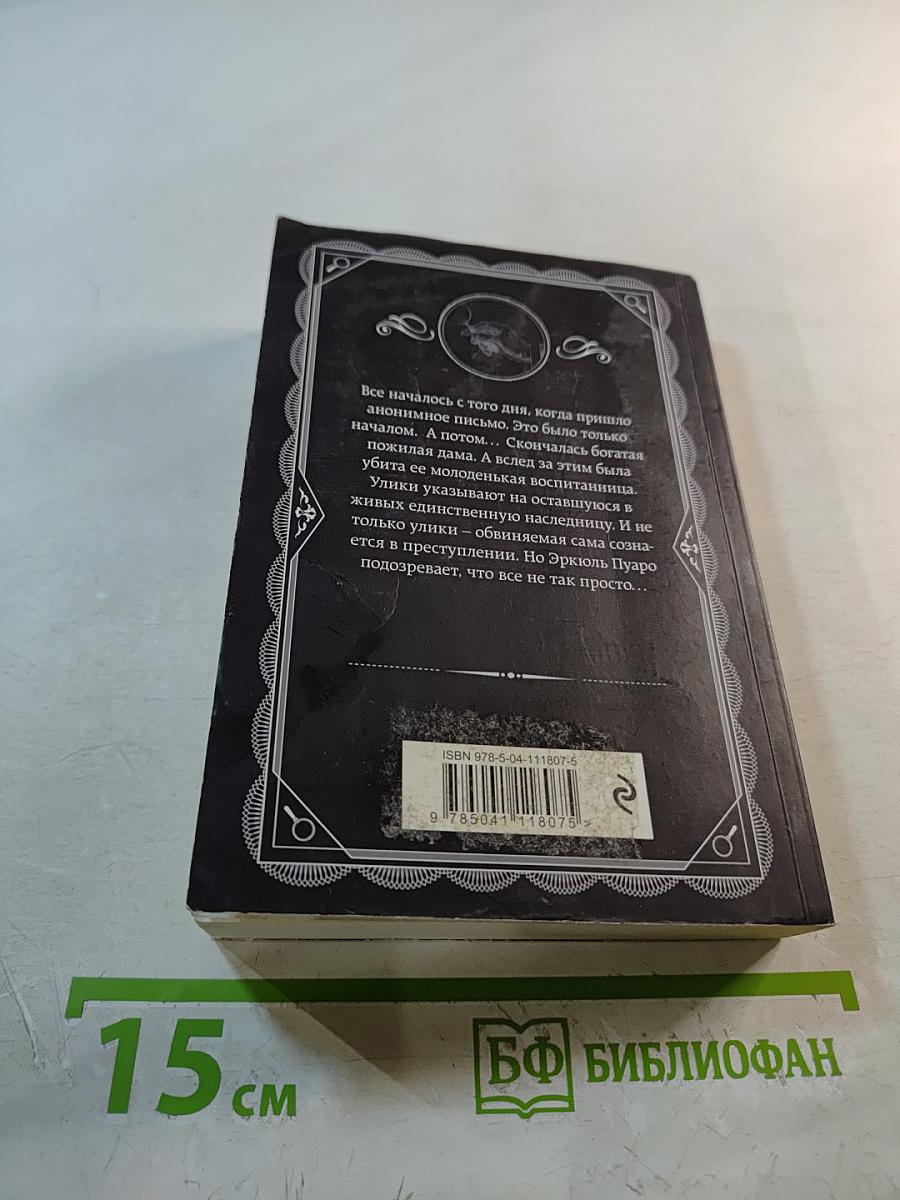 Все началось с того дня, когда пришло
анонимное письмо. Это было только
началом. А потом... Скончалась богатая
пожилая дама. А вслед за этим была
убита ее молоденькая воспитанница.
Улики указывают на оставшуюся в
живых единственную наследницу. И не
только улики – обвиняемая сама созна-
ется в преступлении. Но Эркюль Пуаро
подозревает, что все не так просто...
ISBN 978-5-04-111807-5
9 785041 118075 >
15 см
БФ БИБЛИОФАН